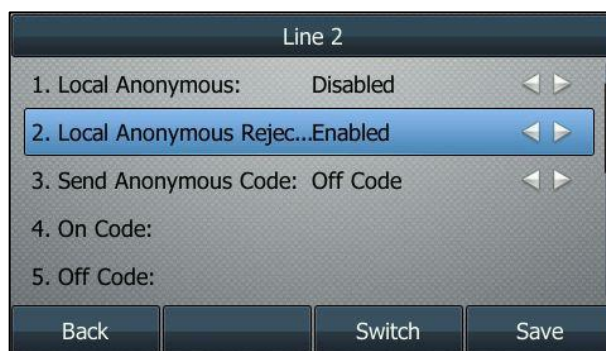 Line 2
1. Local Anonymous: Disabled
2. Local Anonymous Rejec...Enabled
3. Send Anonymous Code: Off Code
4. On Code:
5. Off Code:
Back Switch Save